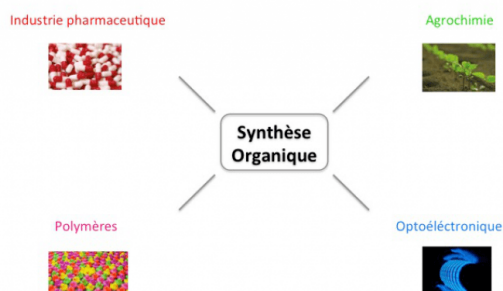 Industrie pharmaceutique
Agrochimie
Synthèse
Organique
Polymères
Optoéléctronique